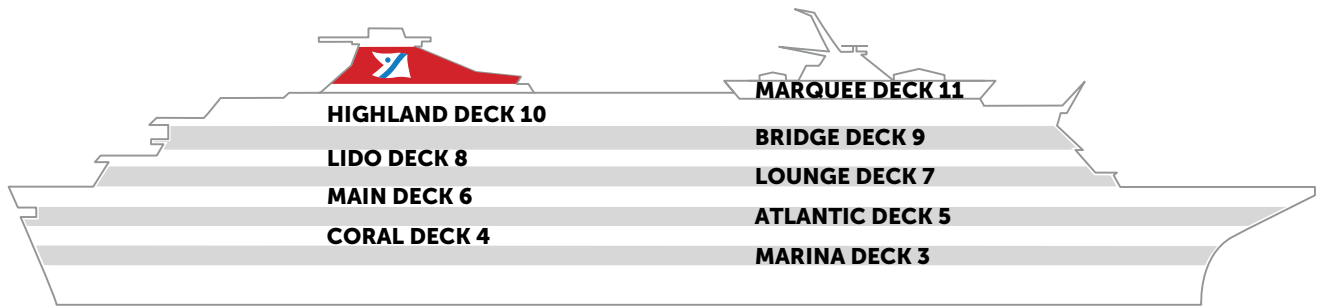 MARQUEE DECK 11
HIGHLAND DECK 10
BRIDGE DECK 9
LIDO DECK 8
LOUNGE DECK 7
MAIN DECK 6
ATLANTIC DECK 5
CORAL DECK 4
MARINA DECK 3